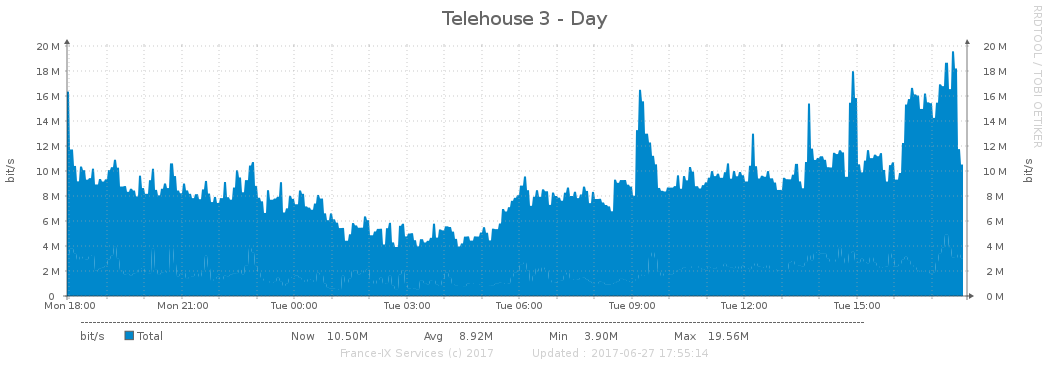 Telehouse 3 - Day
RRDTOOL / TOBI OETIKER
20 M 20 M
18 M 18 M
16 M 16 M
14 M 14 M
12 M 12 M
10 M 10 M
8 M 8 M
6 M 6 M
4 M 4 M
2 M 2 M
0 0 M
bit/s bit/s
Mon 18:00 Mon 21:00 Tue 00:00 Tue 03:00 Tue 06:00 Tue 09:00 Tue 12:00 Tue 15:00
bit/s Total Now 10.50M Avg 8.92M Min 3.90M Max 19.56M
France-IX Services (c) 2017 Updated : 2017-06-27 17:55:14